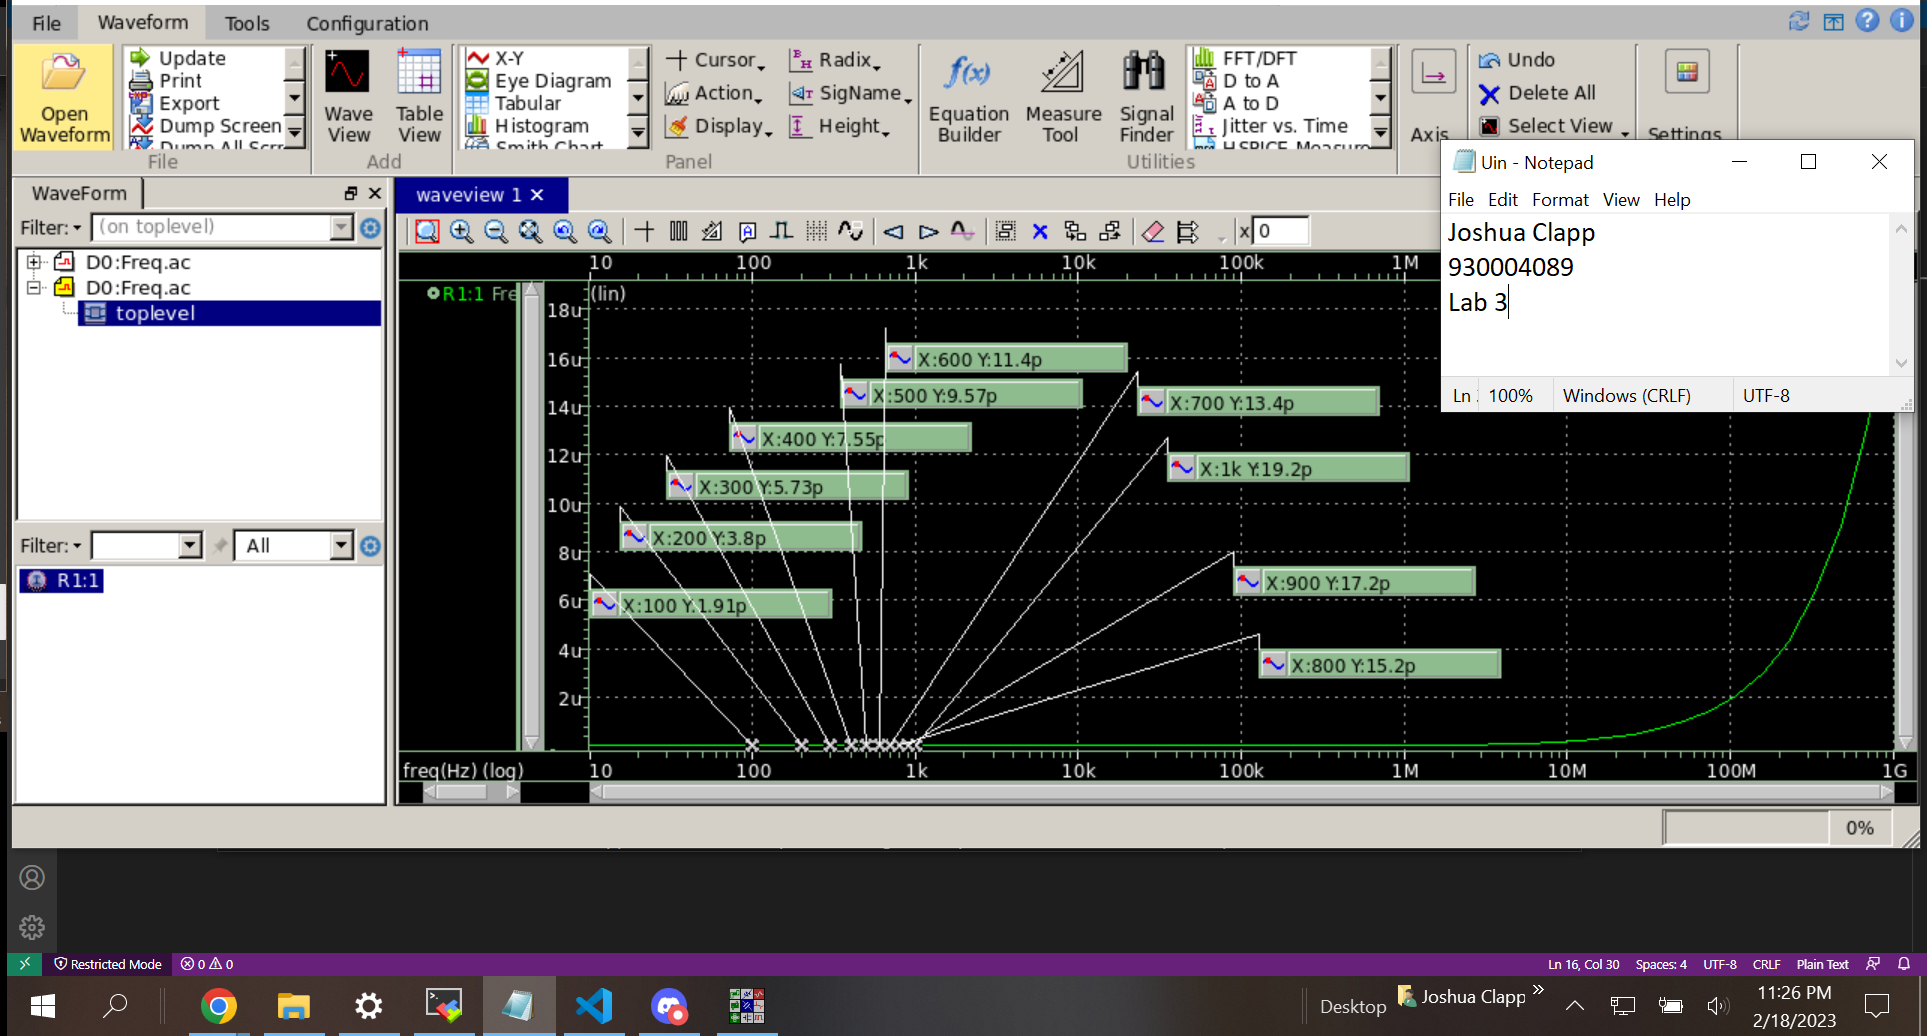 File Waveform Tools Configuration
Open Waveform
Update
Print
Export
Dump Screen
File
Wave View
Table View
Add
X-Y
Eye Diagram
Tabular
Histogram
Smith Chart
Cursor
Action
Display
Radix
SigName
Height
Panel
Equation Builder
Measure Tool
Signal Finder
FFT/DFT
D to A
A to D
Jitter vs. Time
HSPICE Measure
Utilities
Axis
Undo
Delete All
Select View
Settings
WaveForm
Filter: (on toplevel)
D0:Freq.ac
D0:Freq.ac
toplevel
Filter: All
R1:1
waveview 1
x 0
10 100 1k 10k 100k 1M
R1:1 Fre
(lin)
18u
16u
14u
12u
10u
8u
6u
4u
2u
X:600 Y:11.4p
X:500 Y:9.57p
X:700 Y:13.4p
X:400 Y:7.55p
X:1k Y:19.2p
X:300 Y:5.73p
X:200 Y:3.8p
X:900 Y:17.2p
X:100 Y:1.91p
X:800 Y:15.2p
freq(Hz) (log) 10 100 1k 10k 100k 1M 10M 100M 1G
0%
Uin - Notepad
File Edit Format View Help
Joshua Clapp
930004089
Lab 3
Ln 100% Windows (CRLF) UTF-8
Restricted Mode 0 0 Ln 16, Col 30 Spaces: 4 UTF-8 CRLF Plain Text
Desktop Joshua Clapp
11:26 PM
2/18/2023